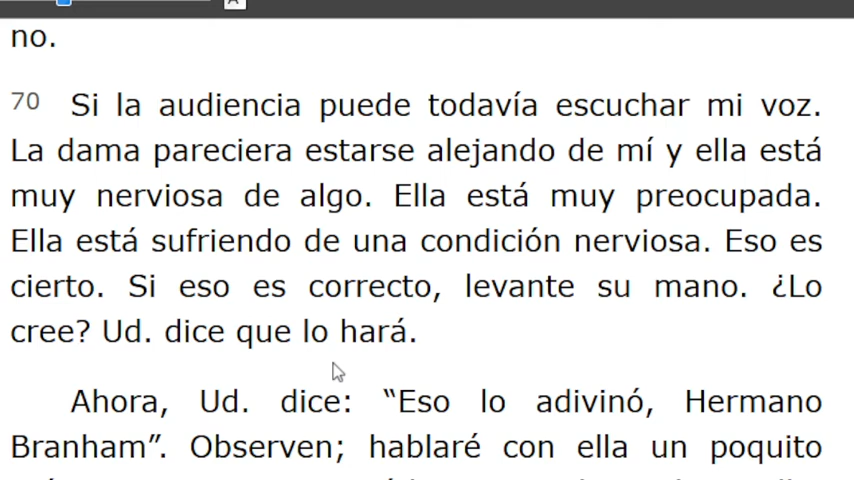 no.
70 Si la audiencia puede todavía escuchar mi voz.
La dama pareciera estarse alejando de mí y ella está
muy nerviosa de algo. Ella está muy preocupada.
Ella está sufriendo de una condición nerviosa. Eso es
cierto. Si eso es correcto, levante su mano. ¿Lo
cree? Ud. dice que lo hará.
Ahora, Ud. dice: “Eso lo adivinó, Hermano
Branham”. Observen; hablaré con ella un poquito